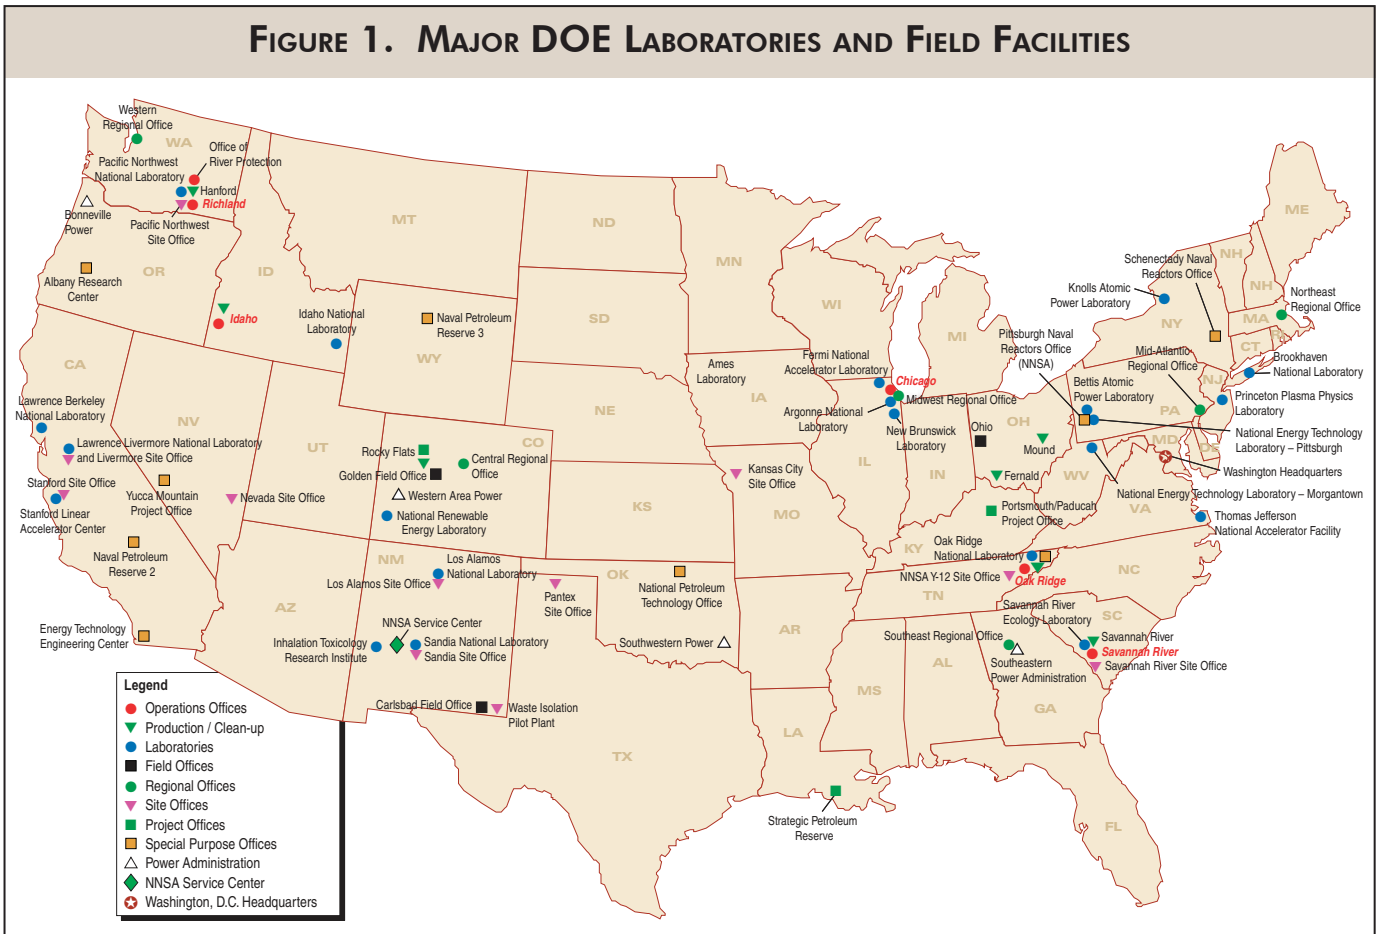 FIGURE 1. MAJOR DOE LABORATORIES AND FIELD FACILITIES
Western
Regional Office
WA
Office of
River Protection
Pacific Northwest
National Laboratory
Hanford
Richland
Bonneville
Power
Pacific Northwest
Site Office
OR
Albany Research
Center
ID
Idaho
MT
Idaho National
Laboratory
Naval Petroleum
Reserve 3
WY
ND
SD
NE
KS
MN
WI
MI
IA
Ames
Laboratory
Fermi National
Accelerator Laboratory
Chicago
Midwest Regional Office
Argonne National
Laboratory
New Brunswick
Laboratory
IL
IN
OH
Ohio
Mound
Fernald
Portsmouth/Paducah
Project Office
Schenectady Naval
Reactors Office
Knolls Atomic
Power Laboratory
Pittsburgh Naval
Reactors Office
(NNSA)
Mid-Atlantic
Regional Office
Bettis Atomic
Power Laboratory
NY
PA
ME
NH
NH
MA
CT
RI
NJ
MD
DE
WV
VA
Northeast
Regional Office
Brookhaven
National Laboratory
Princeton Plasma Physics
Laboratory
National Energy Technology
Laboratory – Pittsburgh
Washington Headquarters
National Energy Technology Laboratory – Morgantown
Thomas Jefferson
National Accelerator Facility
CA
NV
UT
CO
Lawrence Berkeley
National Laboratory
Lawrence Livermore National Laboratory
and Livermore Site Office
Stanford Site Office
Stanford Linear
Accelerator Center
Yucca Mountain
Project Office
Nevada Site Office
Naval Petroleum
Reserve 2
Energy Technology
Engineering Center
Rocky Flats
Golden Field Office
Central Regional
Office
Western Area Power
National Renewable
Energy Laboratory
Kansas City
Site Office
MO
KY
Oak Ridge
National Laboratory
NNSA Y-12 Site Office
Oak Ridge
TN
NC
SC
AZ
NM
Los Alamos
National Laboratory
Los Alamos Site Office
NNSA Service Center
Inhalation Toxicology
Research Institute
Sandia National Laboratory
Sandia Site Office
Pantex
Site Office
OK
National Petroleum
Technology Office
Southwestern Power
AR
Carlsbad Field Office
Waste Isolation
Pilot Plant
TX
LA
MS
AL
GA
FL
Savannah River
Ecology Laboratory
Southeast Regional Office
Southeastern
Power Administration
Savannah River
Savannah River
Savannah River Site Office
Strategic Petroleum
Reserve
Legend
Operations Offices
Production / Clean-up
Laboratories
Field Offices
Regional Offices
Site Offices
Project Offices
Special Purpose Offices
Power Administration
NNSA Service Center
Washington, D.C. Headquarters